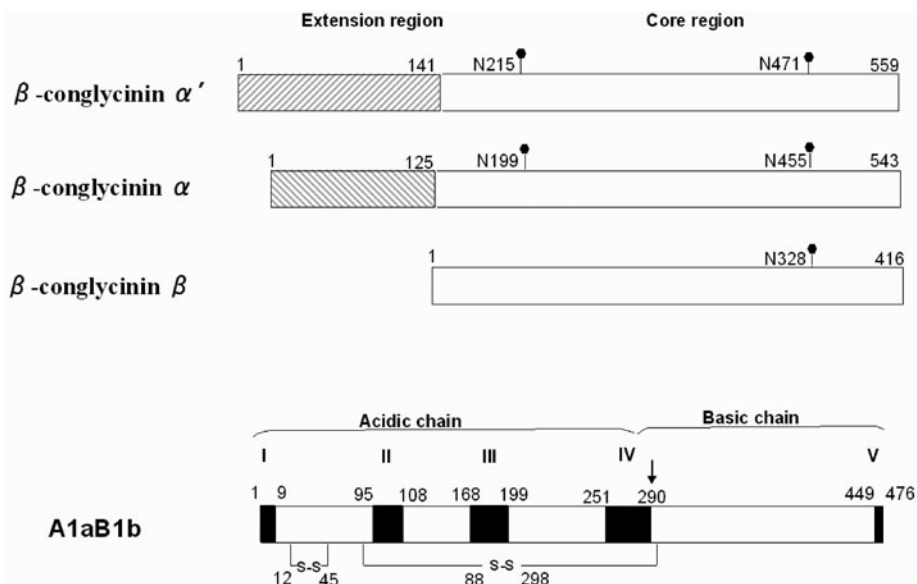 Extension region Core region
1 141 N215 N471 559
β-conglycinin α′
1 125 N199 N455 543
β-conglycinin α
1 N328 416
β-conglycinin β
Acidic chain Basic chain
I II III IV V
1 9 95 108 168 199 251 290 449 476
A1aB1b
S-S S-S
12 45 88 298